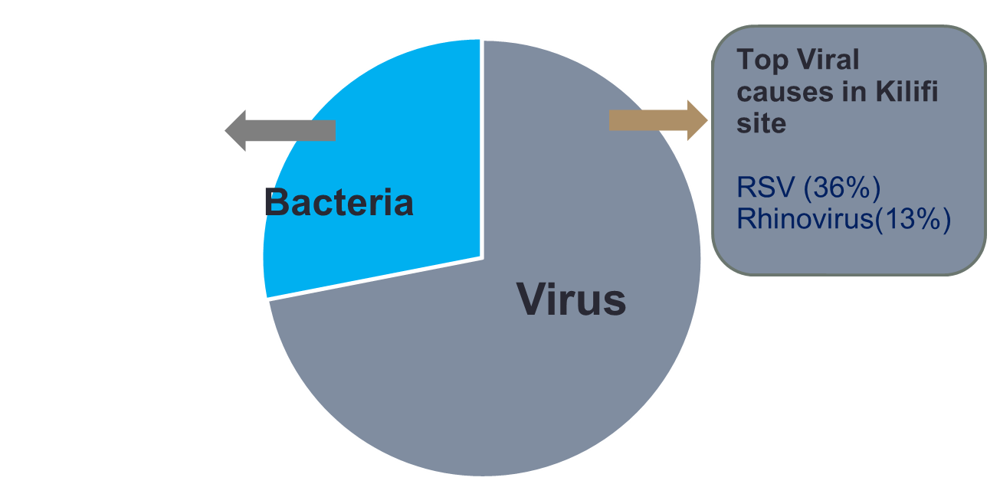 Top Viral
causes in Kilifi
site
RSV (36%)
Rhinovirus(13%)
Bacteria
Virus